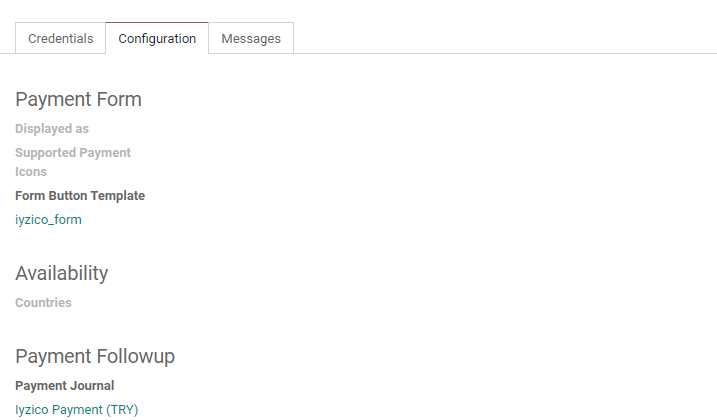 Credentials Configuration Messages
Payment Form
Displayed as
Supported Payment
Icons
Form Button Template
iyzico_form
Availability
Countries
Payment Followup
Payment Journal
Iyzico Payment (TRY)